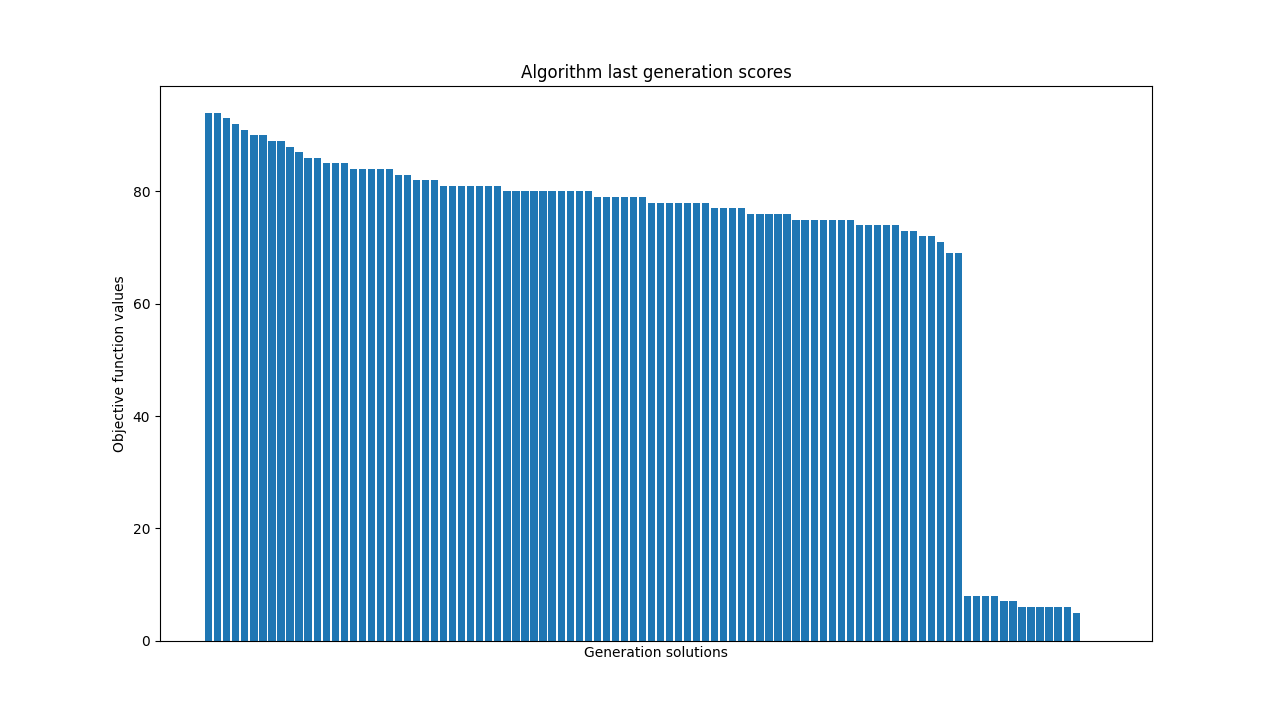 Algorithm last generation scores
Objective function values
80
60
40
20
0
Generation solutions